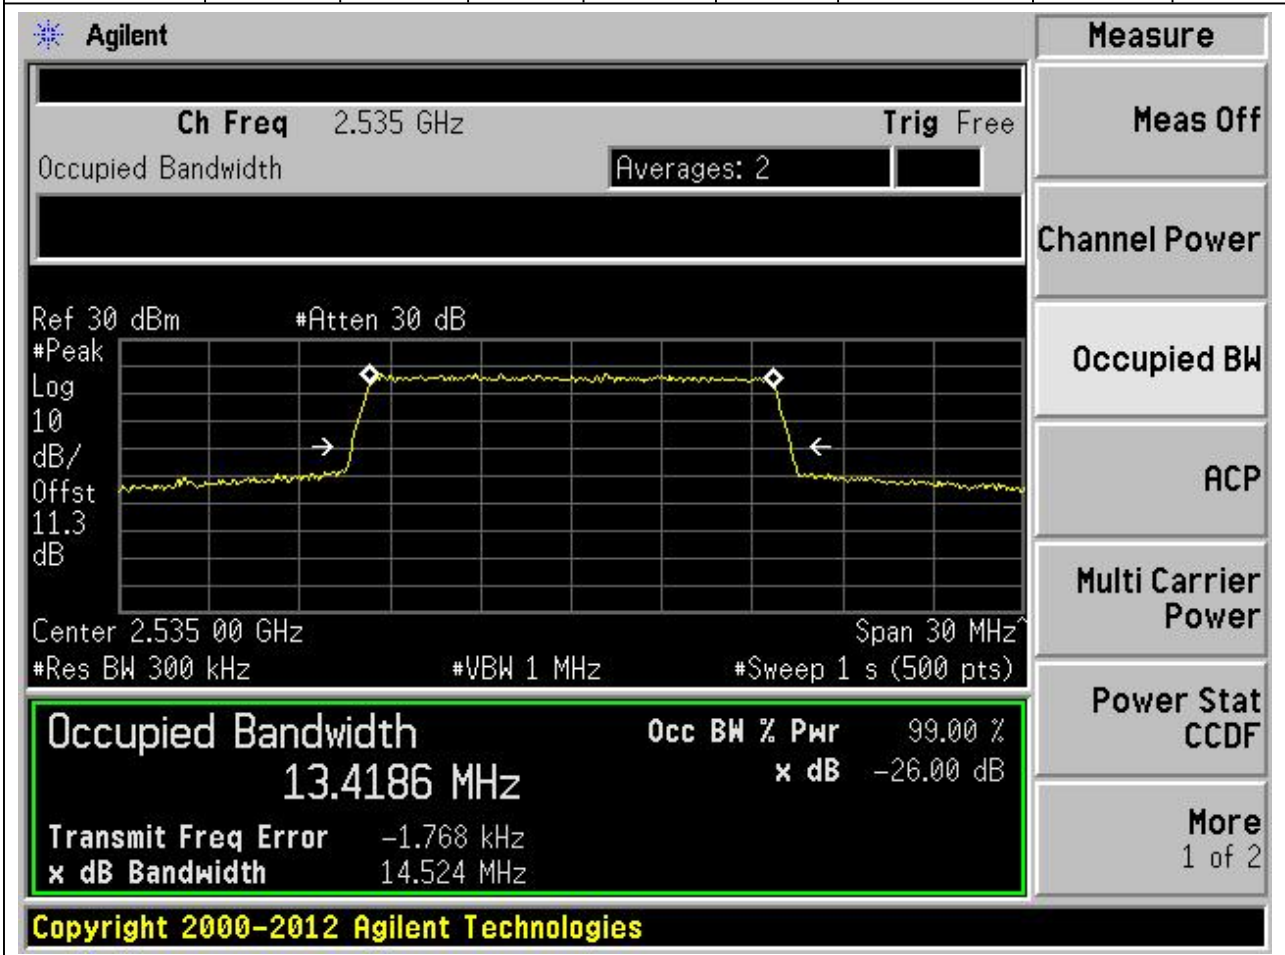 Agilent
Measure
Ch Freq 2.535 GHz Trig Free
Meas Off
Occupied Bandwidth Averages: 2
Channel Power
Ref 30 dBm #Atten 30 dB
#Peak
Log
10
dB/
Offst
11.3
dB
Occupied BW
ACP
Center 2.535 00 GHz Span 30 MHz^
#Res BW 300 kHz #VBW 1 MHz #Sweep 1 s (500 pts)
Multi Carrier
Power
Occupied Bandwidth Occ BW % Pwr 99.00 %
13.4186 MHz x dB -26.00 dB
Transmit Freq Error -1.768 kHz
x dB Bandwidth 14.524 MHz
Power Stat
CCDF
More
1 of 2
Copyright 2000-2012 Agilent Technologies